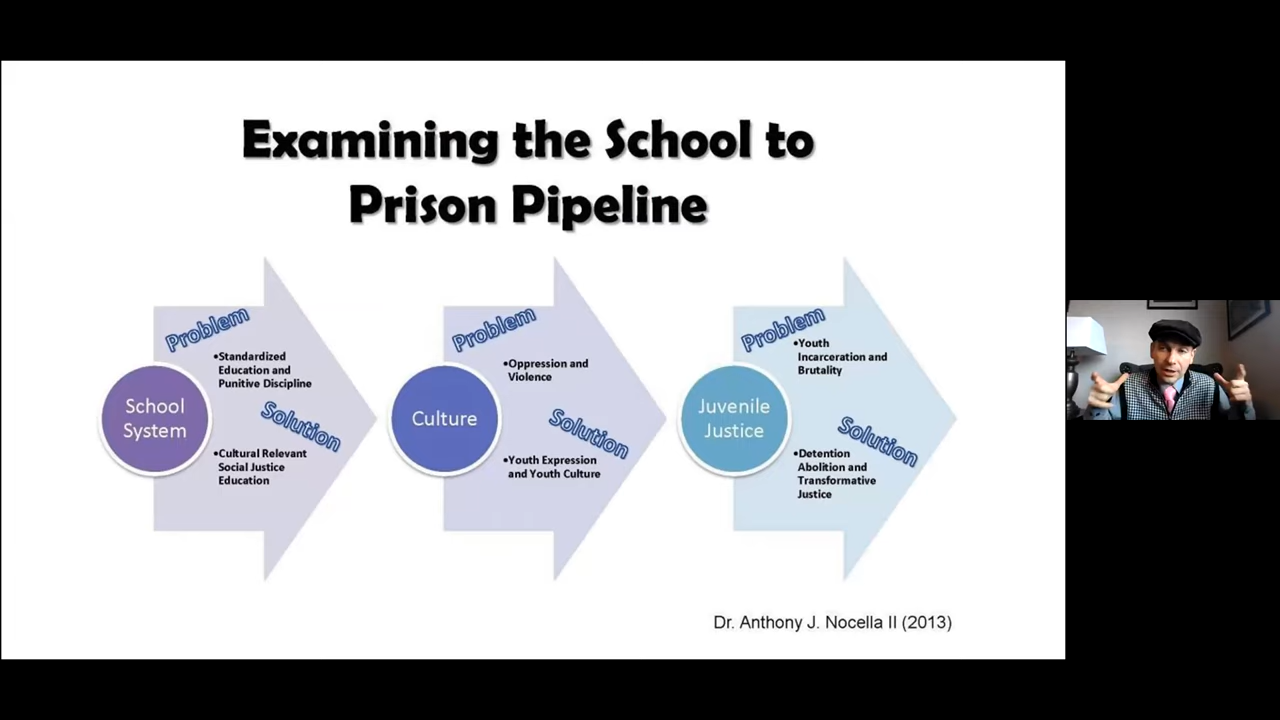 Examining the School to
Prison Pipeline
Problem
•Standardized
Education and
Punitive Discipline
School
System
Solution
•Cultural Relevant
Social Justice
Education
Problem
•Oppression and
Violence
Culture
Solution
•Youth Expression
and Youth Culture
Problem
•Youth
Incarceration and
Brutality
Juvenile
Justice
Solution
•Detention
Abolition and
Transformative
Justice
Dr. Anthony J. Nocella II (2013)